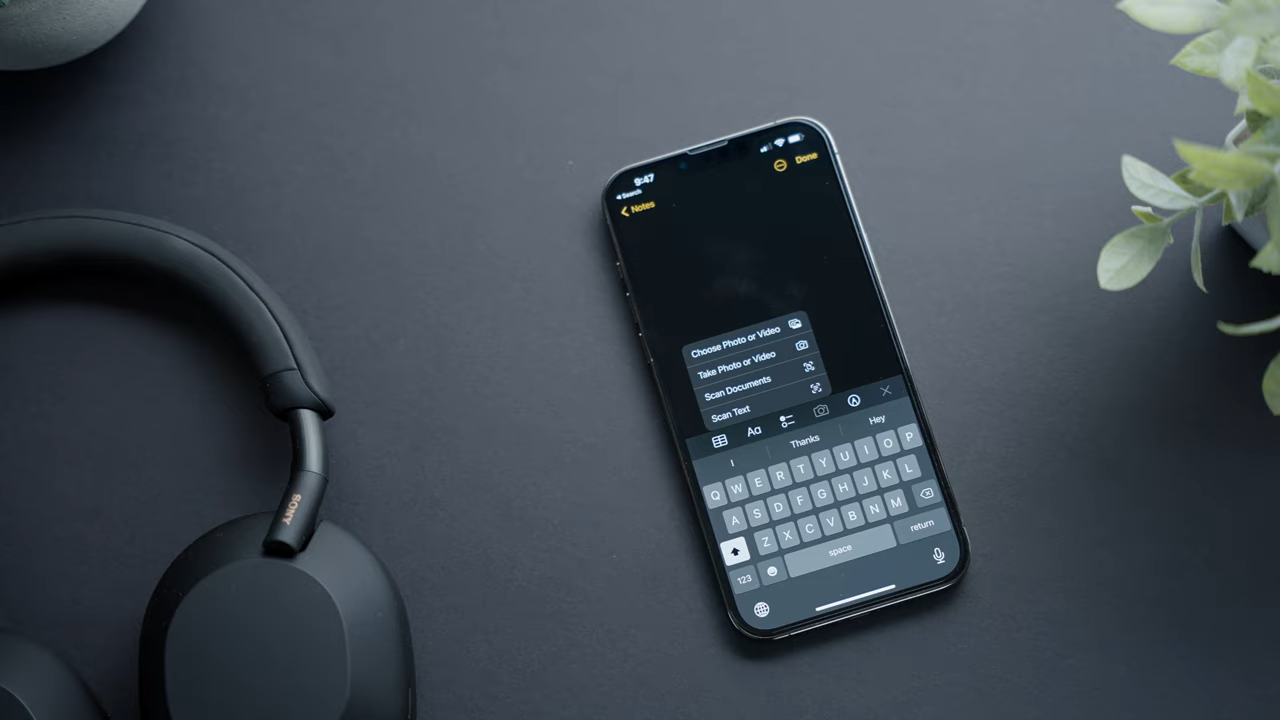 9:47
Search
Notes
Done
Choose Photo or Video
Take Photo or Video
Scan Documents
Scan Text
Aa
I Thanks Hey
Q W E R T Y U I O P
A S D F G H J K L
Z X C V B N M
123 space return
SONY